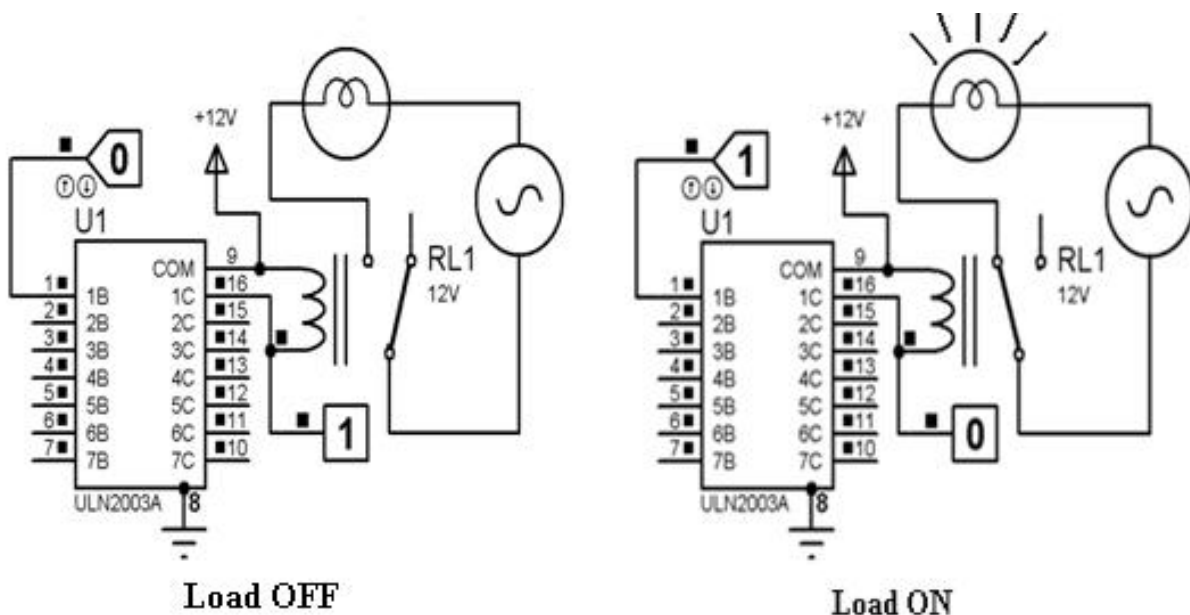 +12V
0
U1
COM 9
1 1B 1C 16
2 2B 2C 15
3 3B 3C 14
4 4B 4C 13
5 5B 5C 12
6 6B 6C 11
7 7B 7C 10
ULN2003A 8
RL1
12V
1
Load OFF
+12V
1
U1
COM 9
1 1B 1C 16
2 2B 2C 15
3 3B 3C 14
4 4B 4C 13
5 5B 5C 12
6 6B 6C 11
7 7B 7C 10
ULN2003A 8
RL1
12V
0
Load ON